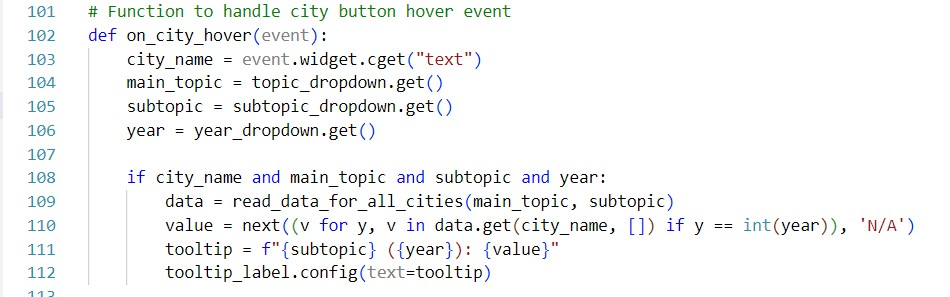 101 # Function to handle city button hover event
102 def on_city_hover(event):
103     city_name = event.widget.cget("text")
104     main_topic = topic_dropdown.get()
105     subtopic = subtopic_dropdown.get()
106     year = year_dropdown.get()
107
108     if city_name and main_topic and subtopic and year:
109         data = read_data_for_all_cities(main_topic, subtopic)
110         value = next((v for y, v in data.get(city_name, []) if y == int(year)), 'N/A')
111         tooltip = f"{subtopic} ({year}): {value}"
112         tooltip_label.config(text=tooltip)
113